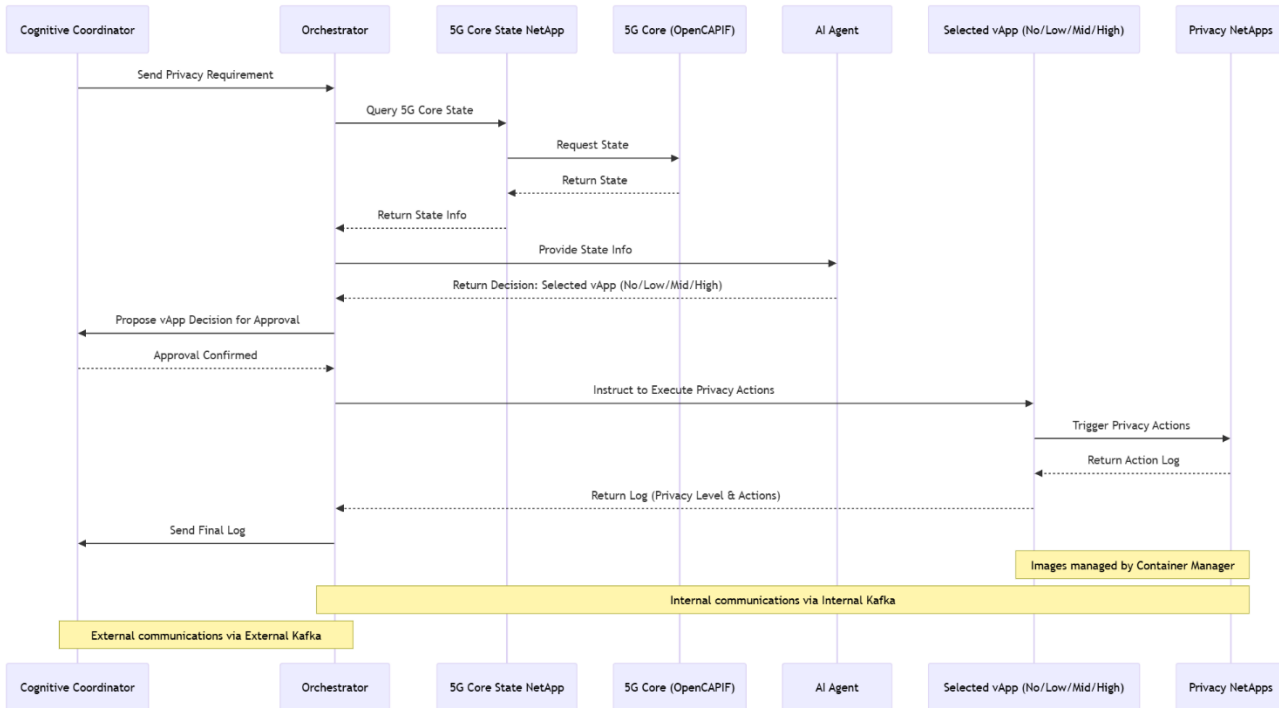 Cognitive Coordinator
Orchestrator
5G Core State NetApp
5G Core (OpenCAPIF)
AI Agent
Selected vApp (No/Low/Mid/High)
Privacy NetApps
Send Privacy Requirement
Query 5G Core State
Request State
Return State
Return State Info
Provide State Info
Return Decision: Selected vApp (No/Low/Mid/High)
Propose vApp Decision for Approval
Approval Confirmed
Instruct to Execute Privacy Actions
Trigger Privacy Actions
Return Action Log
Return Log (Privacy Level & Actions)
Send Final Log
Images managed by Container Manager
Internal communications via Internal Kafka
External communications via External Kafka
Cognitive Coordinator
Orchestrator
5G Core State NetApp
5G Core (OpenCAPIF)
AI Agent
Selected vApp (No/Low/Mid/High)
Privacy NetApps